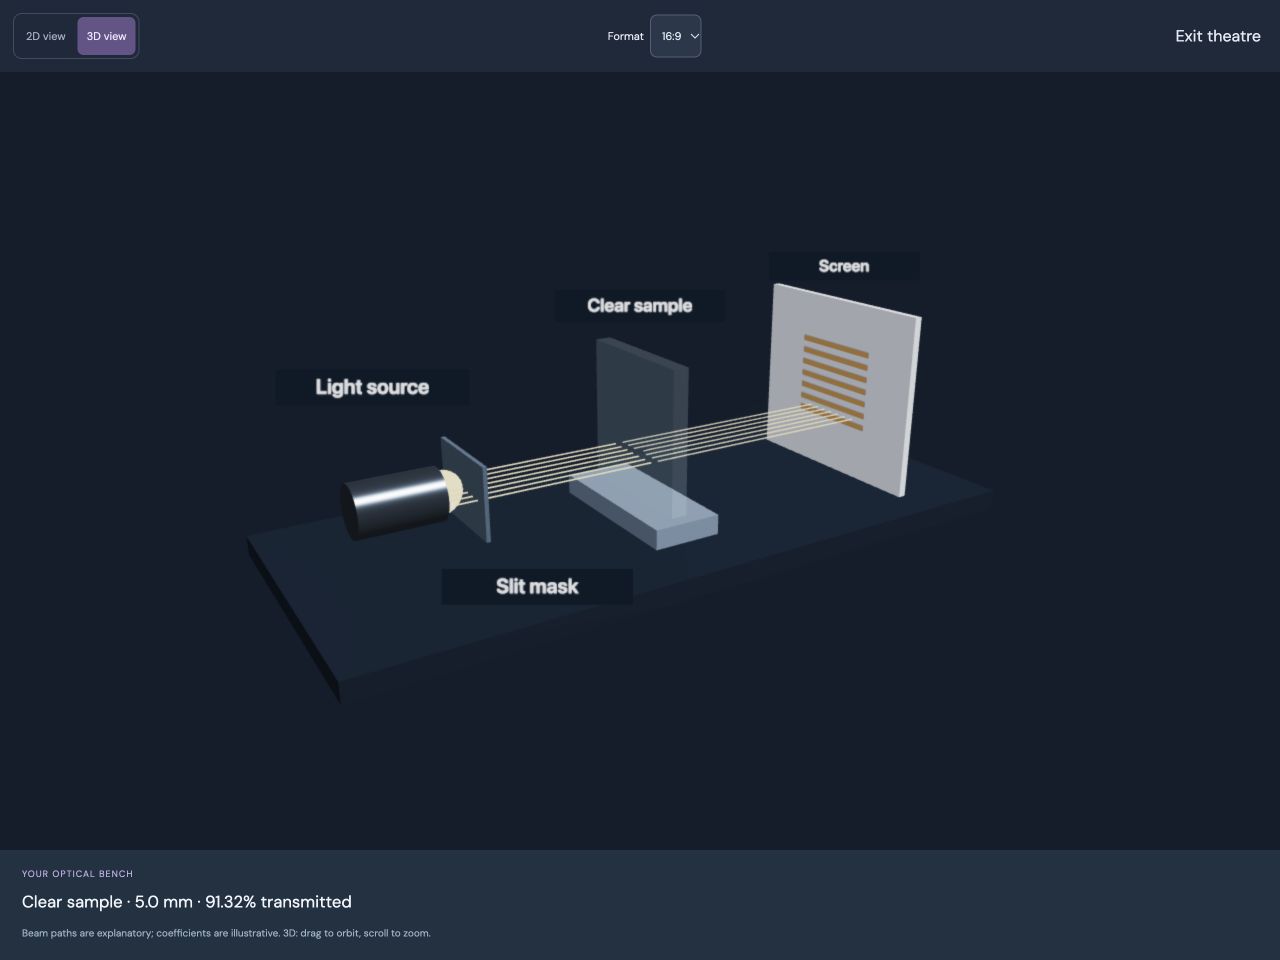 2D view
3D view
Format
16:9
Exit theatre
Screen
Clear sample
Light source
Slit mask
YOUR OPTICAL BENCH
Clear sample · 5.0 mm · 91.32% transmitted
Beam paths are explanatory; coefficients are illustrative. 3D: drag to orbit, scroll to zoom.